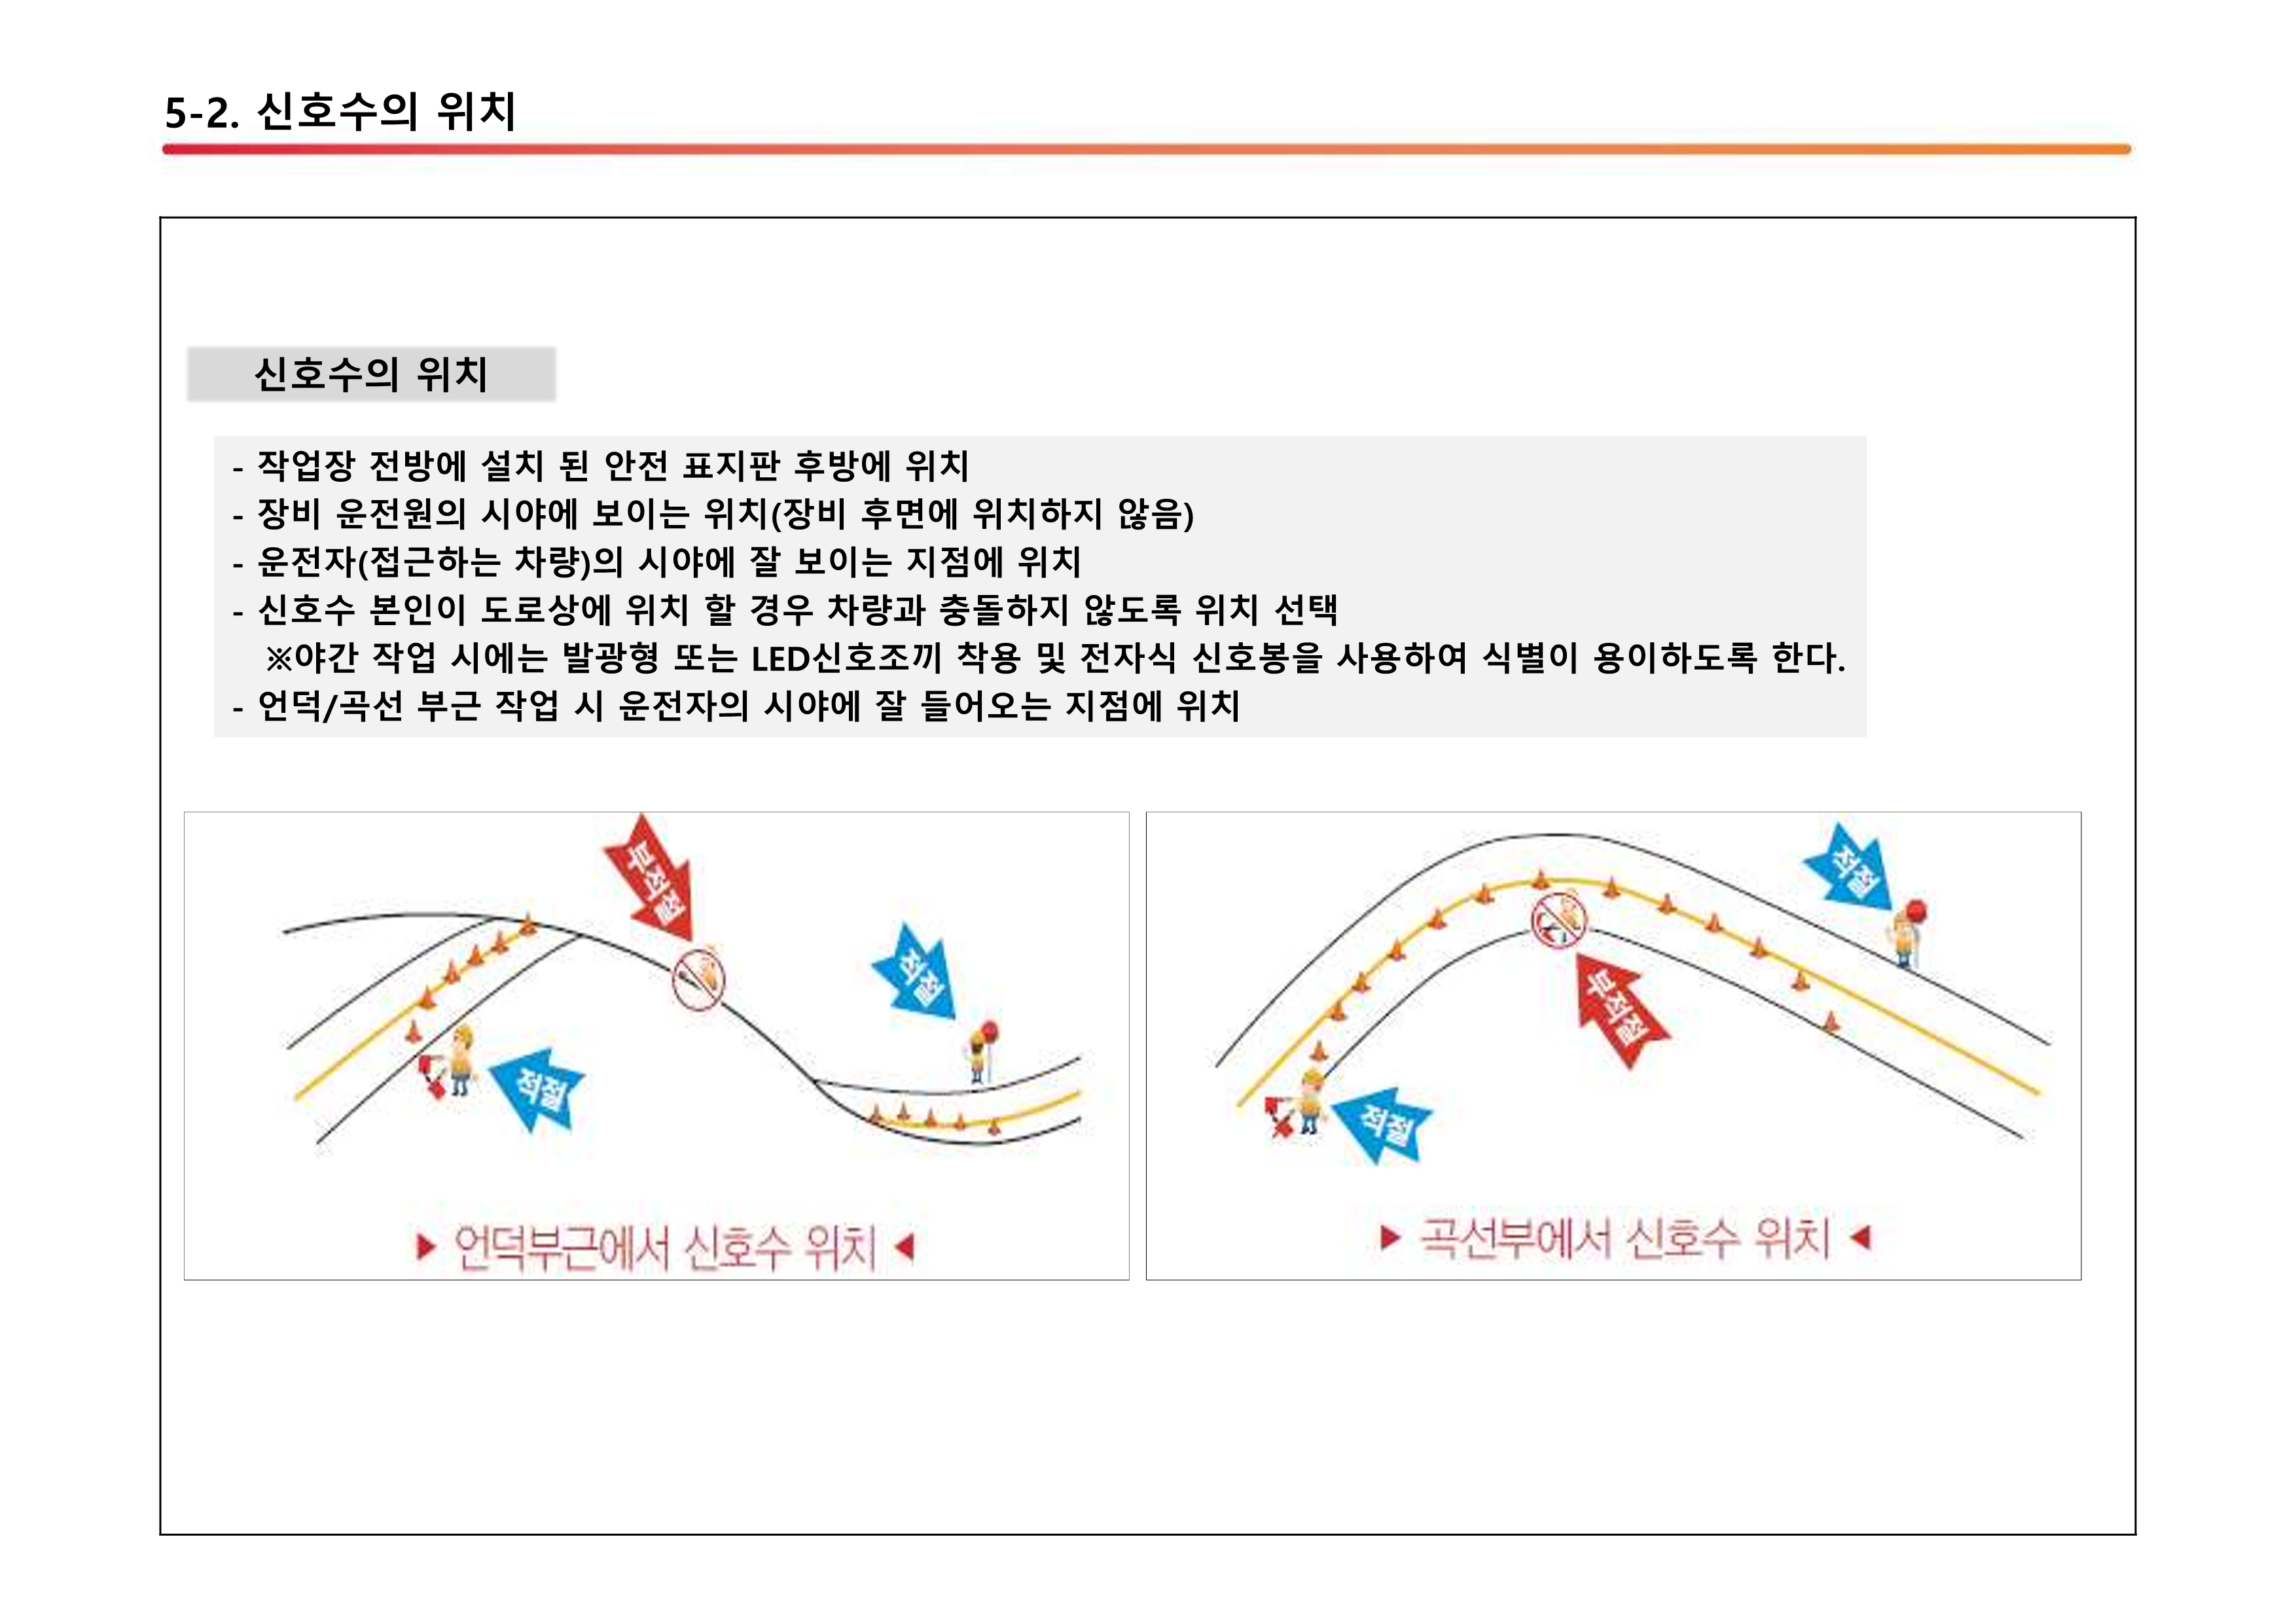 5-2. 신호수의 위치
신호수의 위치
- 작업장 전방에 설치 된 안전 표지판 후방에 위치
- 장비 운전원의 시야에 보이는 위치(장비 후면에 위치하지 않음)
- 운전자(접근하는 차량)의 시야에 잘 보이는 지점에 위치
- 신호수 본인이 도로상에 위치 할 경우 차량과 충돌하지 않도록 위치 선택
※야간 작업 시에는 발광형 또는 LED신호조끼 착용 및 전자식 신호봉을 사용하여 식별이 용이하도록 한다.
- 언덕/곡선 부근 작업 시 운전자의 시야에 잘 들어오는 지점에 위치
부적절
적절
적절
▶ 언덕부근에서 신호수 위치 ◀
적절
부적절
적절
▶ 곡선부에서 신호수 위치 ◀